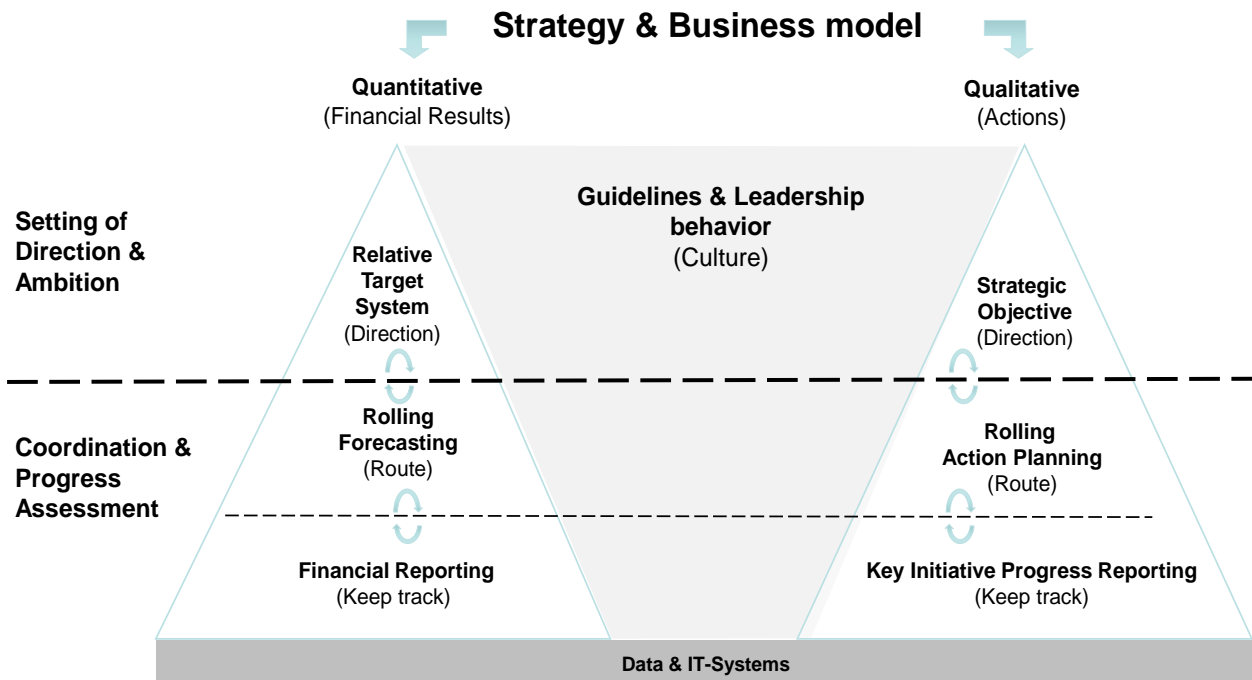 Strategy & Business model
Quantitative
(Financial Results)
Qualitative
(Actions)
Setting of
Direction &
Ambition
Relative
Target
System
(Direction)
Guidelines & Leadership
behavior
(Culture)
Strategic
Objective
(Direction)
Coordination &
Progress
Assessment
Rolling
Forecasting
(Route)
Rolling
Action Planning
(Route)
Financial Reporting
(Keep track)
Key Initiative Progress Reporting
(Keep track)
Data & IT-Systems